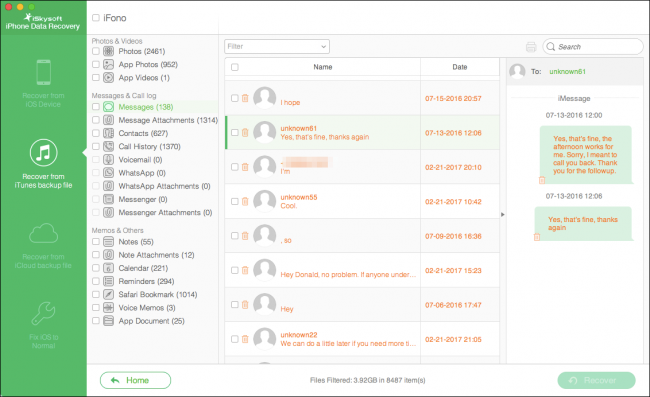 iSkysoft
iPhone Data Recovery
Recover from
iOS Device
Recover from
iTunes backup file
Recover from
iCloud backup file
Fix iOS to
Normal
iFono
Photos & Videos
Photos (2461)
App Photos (952)
App Videos (1)
Messages & Call log
Messages (138)
Message Attachments (1314)
Contacts (627)
Call History (1370)
Voicemail (0)
WhatsApp (0)
WhatsApp Attachments (0)
Messenger (0)
Messenger Attachments (0)
Memos & Others
Notes (55)
Note Attachments (12)
Calendar (221)
Reminders (294)
Safari Bookmark (1014)
Voice Memos (3)
App Document (25)
Filter
Search
Name Date
I hope 07-15-2016 20:57
unknown61
Yes, that's fine, thanks again 07-13-2016 12:06
I'm 02-21-2017 20:10
unknown55
Cool. 02-21-2017 10:42
, so 07-09-2016 16:36
Hey Donald, no problem. If anyone under... 02-21-2017 15:23
Hey 07-06-2016 17:47
unknown22
We can do a little later if you need more ti... 02-21-2017 21:05
To: unknown61
iMessage
07-13-2016 12:00
Yes, that's fine, the
afternoon works for
me. Sorry, I meant to
call you back. Thank
you for the followup.
07-13-2016 12:06
Yes, that's fine, thanks
again
Home
Files Filtered: 3.92GB in 8487 item(s)
Recover